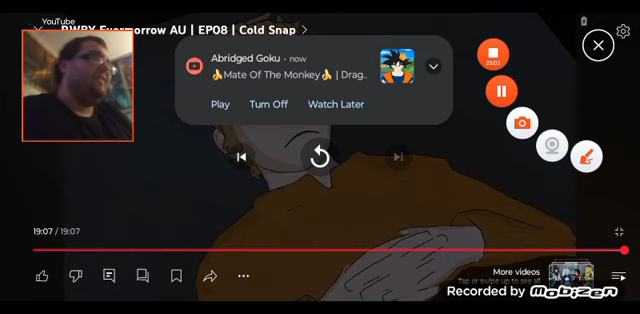 YouTube
RWBY Evermorrow AU | EP08 | Cold Snap
Abridged Goku • now
🍌Mate Of The Monkey🍌 | Drag..
Play Turn Off Watch Later
23:02
19:07 / 19:07
More videos
Tap or swipe up to see all
Recorded by MOBIZEN